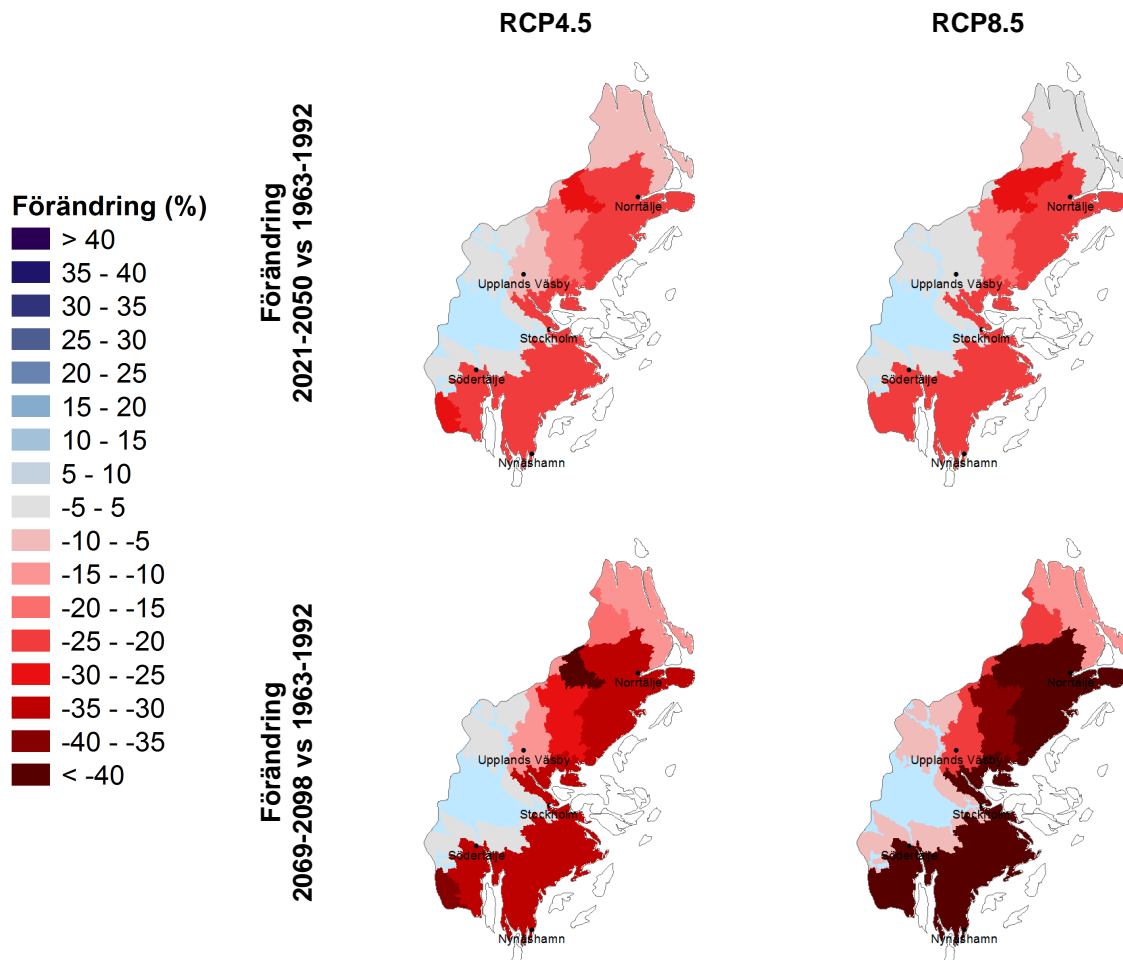 RCP4.5
RCP8.5
Förändring (%)
> 40
35 - 40
30 - 35
25 - 30
20 - 25
15 - 20
10 - 15
5 - 10
-5 - 5
-10 - -5
-15 - -10
-20 - -15
-25 - -20
-30 - -25
-35 - -30
-40 - -35
< -40
Förändring
2021-2050 vs 1963-1992
Norrtälje
Upplands Väsby
Stockholm
Södertälje
Nynäshamn
Norrtälje
Upplands Väsby
Stockholm
Södertälje
Nynäshamn
Förändring
2069-2098 vs 1963-1992
Norrtälje
Upplands Väsby
Stockholm
Södertälje
Nynäshamn
Norrtälje
Upplands Väsby
Stockholm
Södertälje
Nynäshamn